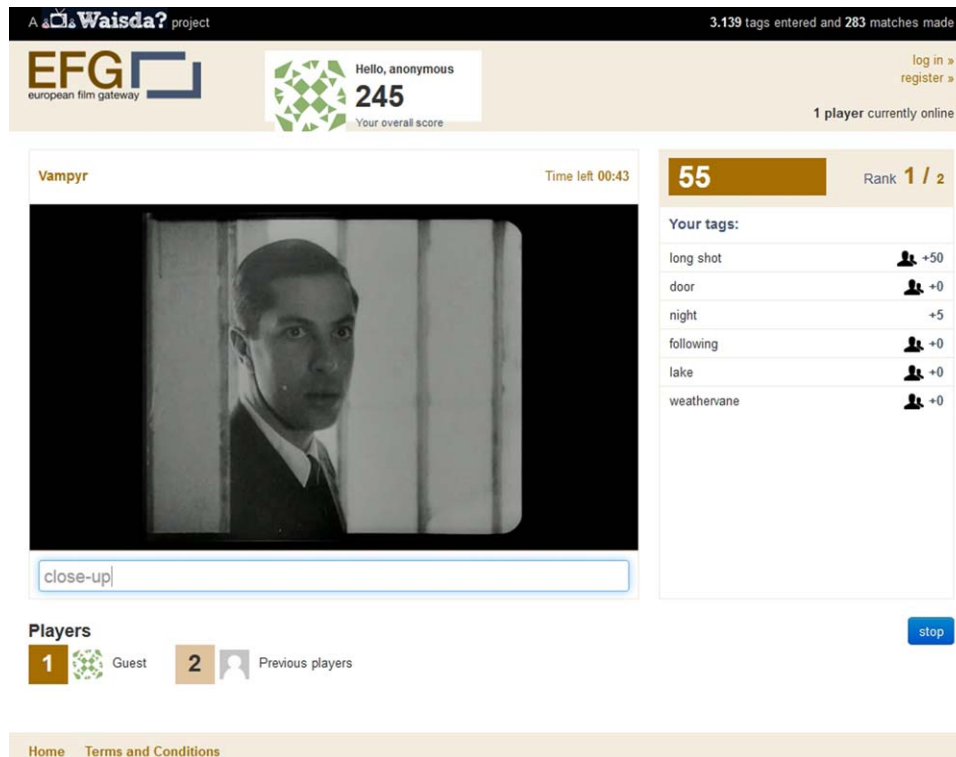 A Waisda? project
3.139 tags entered and 283 matches made
EFG
european film gateway
Hello, anonymous
245
Your overall score
log in »
register »
1 player currently online
Vampyr
Time left 00:43
55
Rank 1 / 2
Your tags:
long shot +50
door +0
night +5
following +0
lake +0
weathervane +0
close-up
Players
stop
1 Guest 2 Previous players
Home Terms and Conditions